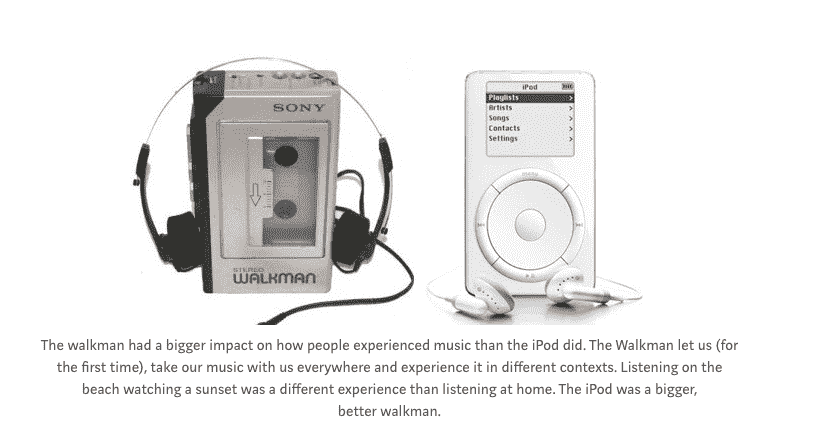 SONY
STEREO
WALKMAN
iPod
Playlists >
Artists >
Songs >
Contacts >
Settings >
MENU
The walkman had a bigger impact on how people experienced music than the iPod did. The Walkman let us (for
the first time), take our music with us everywhere and experience it in different contexts. Listening on the
beach watching a sunset was a different experience than listening at home. The iPod was a bigger,
better walkman.